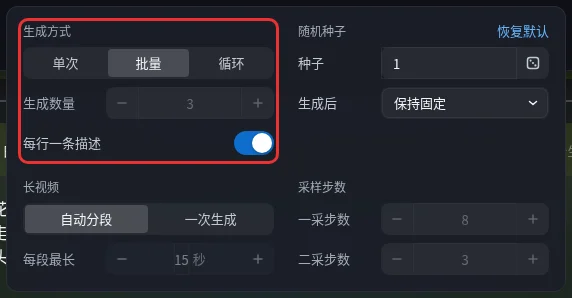 生成方式
单次 批量 循环
生成数量 − 3 +
每行一条描述
随机种子 恢复默认
种子 1
生成后 保持固定
长视频
自动分段 一次生成
每段最长 − 15 秒 +
采样步数
一采步数 − 8 +
二采步数 − 3 +